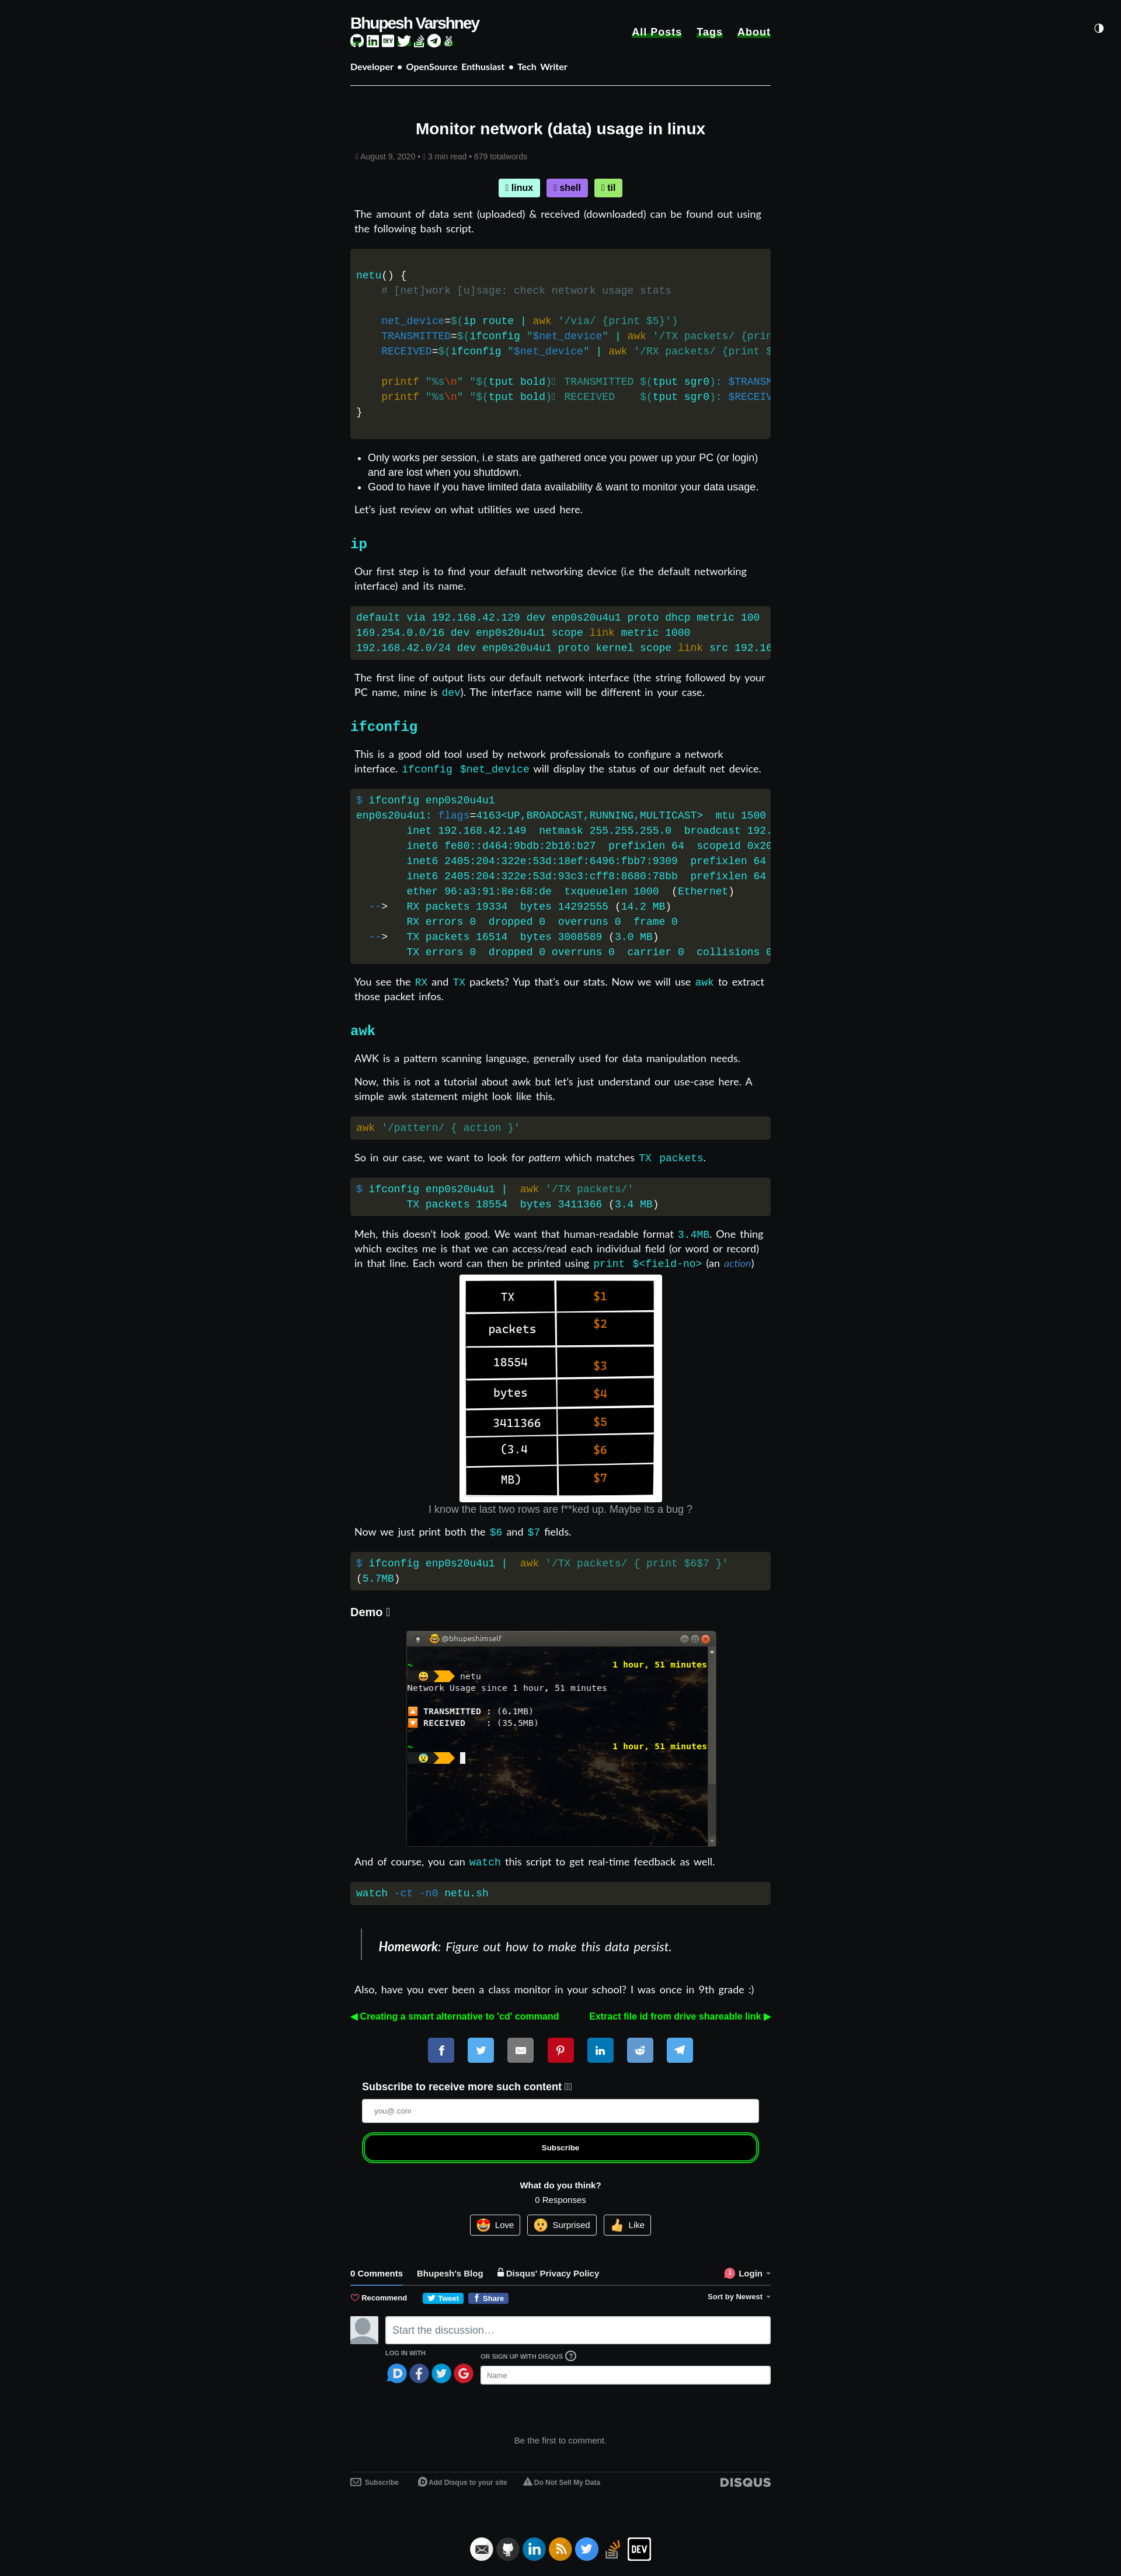 Bhupesh Varshney
All Posts Tags About
Developer • OpenSource Enthusiast • Tech Writer
Monitor network (data) usage in linux
August 9, 2020 • 3 min read • 679 totalwords
linux shell til
The amount of data sent (uploaded) & received (downloaded) can be found out using
the following bash script.
netu() {
# [net]work [u]sage: check network usage stats
net_device=$(ip route | awk '/via/ {print $5}')
TRANSMITTED=$(ifconfig "$net_device" | awk '/TX packets/ {prin
RECEIVED=$(ifconfig "$net_device" | awk '/RX packets/ {print $
printf "%s\n" "$(tput bold) TRANSMITTED $(tput sgr0): $TRANSM
printf "%s\n" "$(tput bold) RECEIVED    $(tput sgr0): $RECEIV
}
• Only works per session, i.e stats are gathered once you power up your PC (or login)
and are lost when you shutdown.
• Good to have if you have limited data availability & want to monitor your data usage.
Let's just review on what utilities we used here.
ip
Our first step is to find your default networking device (i.e the default networking
interface) and its name.
default via 192.168.42.129 dev enp0s20u4u1 proto dhcp metric 100
169.254.0.0/16 dev enp0s20u4u1 scope link metric 1000
192.168.42.0/24 dev enp0s20u4u1 proto kernel scope link src 192.16
The first line of output lists our default network interface (the string followed by your
PC name, mine is dev). The interface name will be different in your case.
ifconfig
This is a good old tool used by network professionals to configure a network
interface. ifconfig $net_device will display the status of our default net device.
$ ifconfig enp0s20u4u1
enp0s20u4u1: flags=4163<UP,BROADCAST,RUNNING,MULTICAST>  mtu 1500
inet 192.168.42.149  netmask 255.255.255.0  broadcast 192.
inet6 fe80::d464:9bdb:2b16:b27  prefixlen 64  scopeid 0x20
inet6 2405:204:322e:53d:18ef:6496:fbb7:9309  prefixlen 64
inet6 2405:204:322e:53d:93c3:cff8:8680:78bb  prefixlen 64
ether 96:a3:91:8e:68:de  txqueuelen 1000  (Ethernet)
-->   RX packets 19334  bytes 14292555 (14.2 MB)
RX errors 0  dropped 0  overruns 0  frame 0
-->   TX packets 16514  bytes 3008589 (3.0 MB)
TX errors 0  dropped 0 overruns 0  carrier 0  collisions 0
You see the RX and TX packets? Yup that's our stats. Now we will use awk to extract
those packet infos.
awk
AWK is a pattern scanning language, generally used for data manipulation needs.
Now, this is not a tutorial about awk but let's just understand our use-case here. A
simple awk statement might look like this.
awk '/pattern/ { action }'
So in our case, we want to look for pattern which matches TX packets.
$ ifconfig enp0s20u4u1 |  awk '/TX packets/'
TX packets 18554  bytes 3411366 (3.4 MB)
Meh, this doesn't look good. We want that human-readable format 3.4MB. One thing
which excites me is that we can access/read each individual field (or word or record)
in that line. Each word can then be printed using print $<field-no> (an action)
TX $1
packets $2
18554 $3
bytes $4
3411366 $5
(3.4 $6
MB) $7
I know the last two rows are f**ked up. Maybe its a bug ?
Now we just print both the $6 and $7 fields.
$ ifconfig enp0s20u4u1 |  awk '/TX packets/ { print $6$7 }'
(5.7MB)
Demo
@bhupeshimself
~ 1 hour, 51 minutes
netu
Network Usage since 1 hour, 51 minutes
TRANSMITTED : (6.1MB)
RECEIVED    : (35.5MB)
~ 1 hour, 51 minutes
And of course, you can watch this script to get real-time feedback as well.
watch -ct -n0 netu.sh
Homework: Figure out how to make this data persist.
Also, have you ever been a class monitor in your school? I was once in 9th grade :)
◀ Creating a smart alternative to 'cd' command Extract file id from drive shareable link ▶
Subscribe to receive more such content
you@.com
Subscribe
What do you think?
0 Responses
Love Surprised Like
0 Comments Bhupesh's Blog Disqus' Privacy Policy 1 Login
Recommend Tweet Share Sort by Newest
Start the discussion…
LOG IN WITH
OR SIGN UP WITH DISQUS ?
Name
Be the first to comment.
Subscribe Add Disqus to your site Do Not Sell My Data DISQUS
DEV